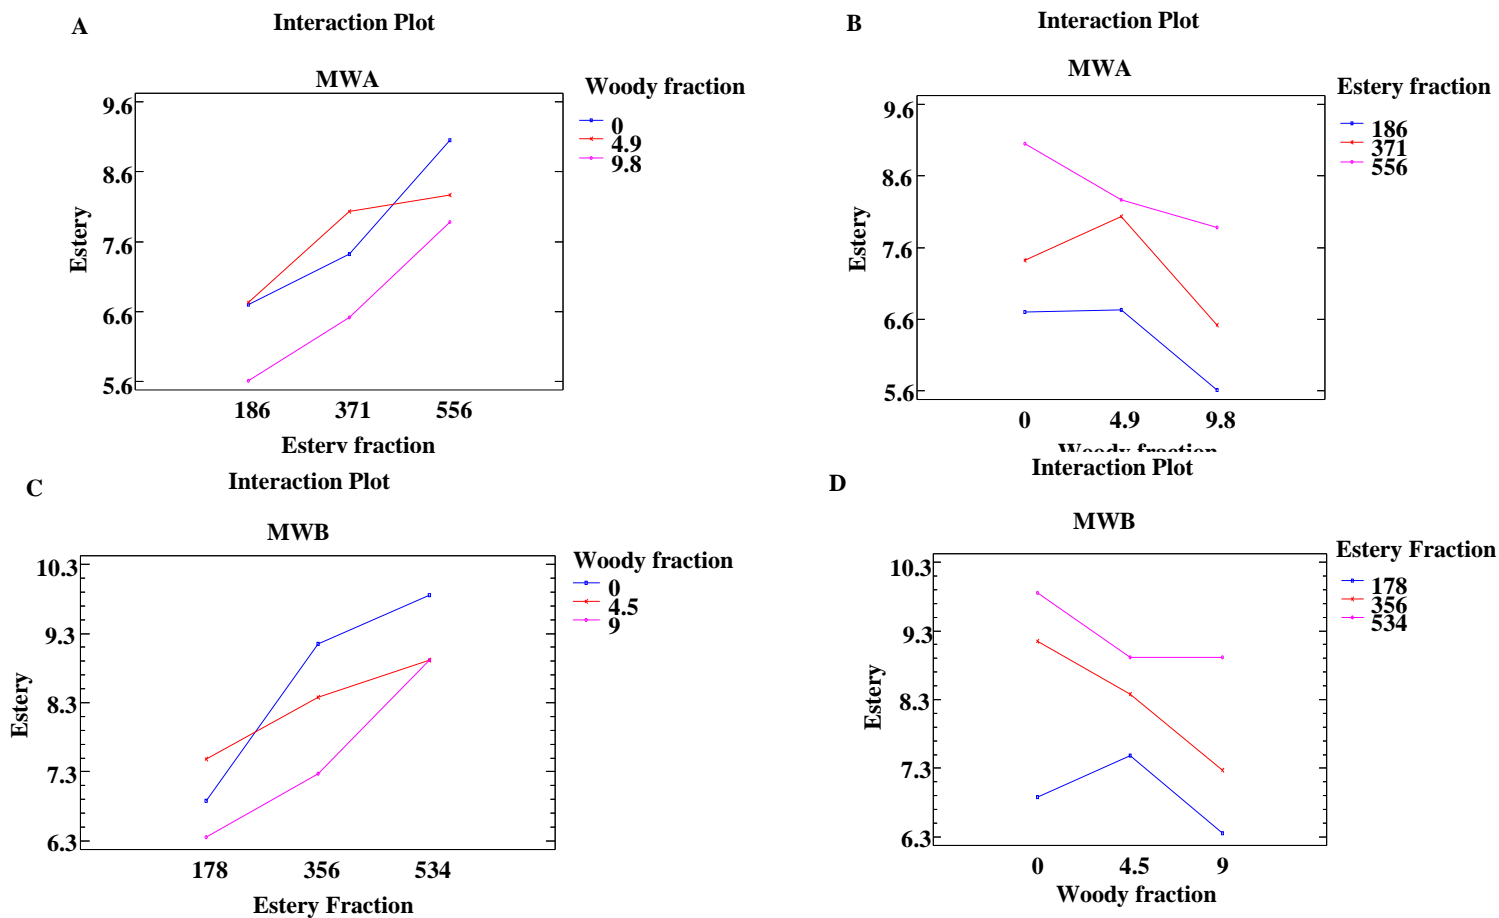 A
Interaction Plot
MWA
Woody fraction
0
4.9
9.8
9.6
8.6
7.6
6.6
5.6
Estery
186 371 556
Estery fraction
B
Interaction Plot
MWA
Estery fraction
186
371
556
9.6
8.6
7.6
6.6
5.6
Estery
0 4.9 9.8
Woody fraction
C
Interaction Plot
MWB
Woody fraction
0
4.5
9
10.3
9.3
8.3
7.3
6.3
Estery
178 356 534
Estery Fraction
D
Interaction Plot
MWB
Estery Fraction
178
356
534
10.3
9.3
8.3
7.3
6.3
Estery
0 4.5 9
Woody fraction